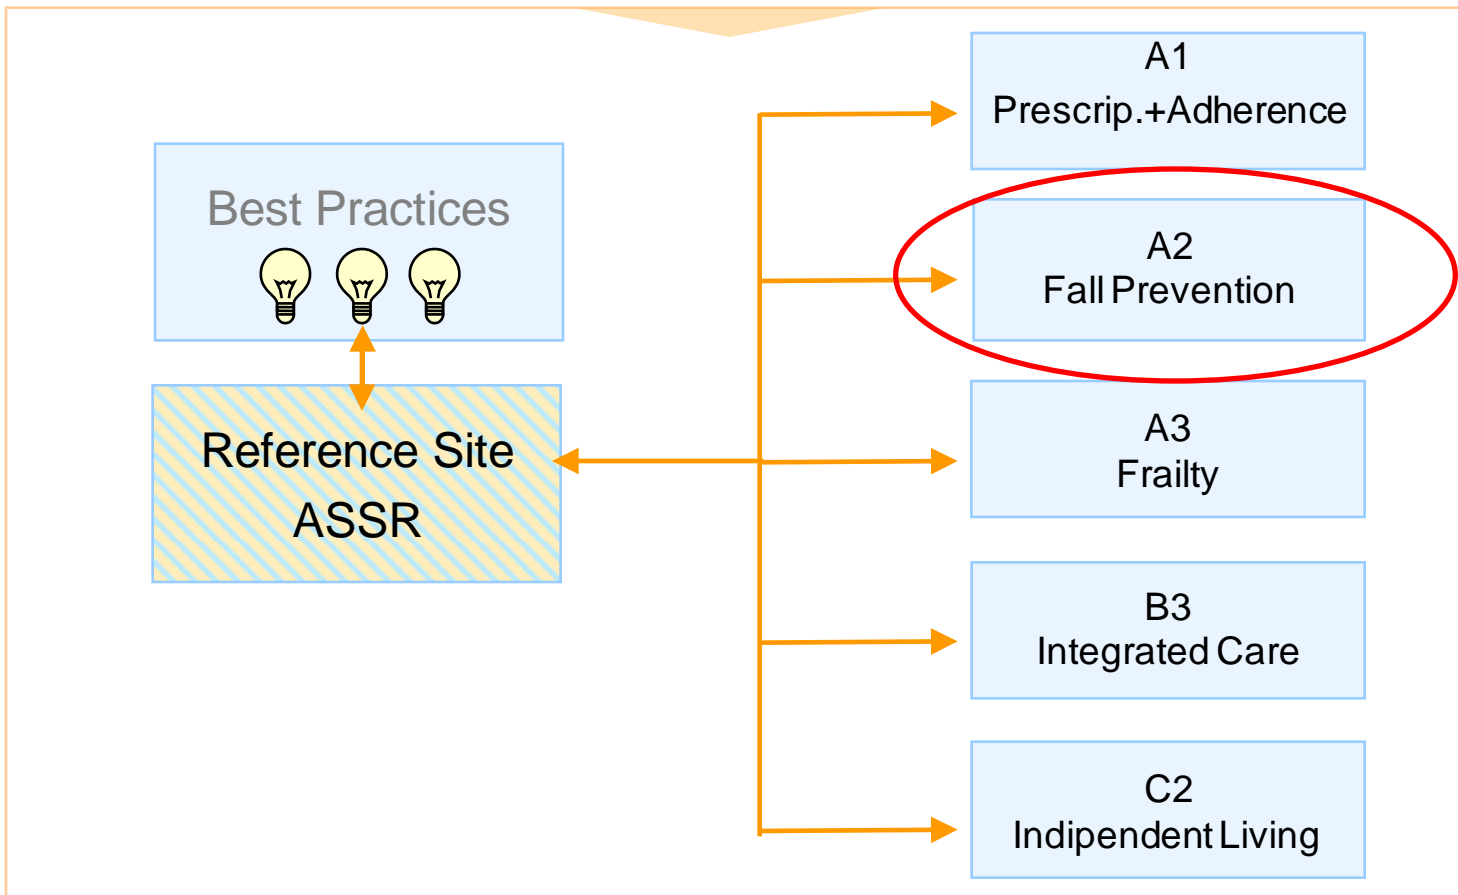 Best Practices
Reference Site
ASSR
A1
Prescrip.+Adherence
A2
Fall Prevention
A3
Frailty
B3
Integrated Care
C2
Indipendent Living